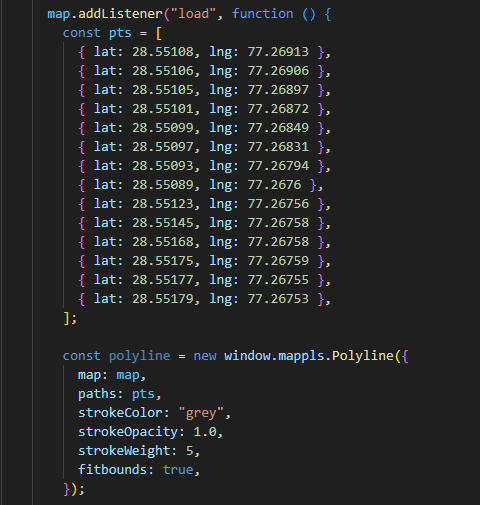 map.addListener("load", function () {
const pts = [
{ lat: 28.55108, lng: 77.26913 },
{ lat: 28.55106, lng: 77.26906 },
{ lat: 28.55105, lng: 77.26897 },
{ lat: 28.55101, lng: 77.26872 },
{ lat: 28.55099, lng: 77.26849 },
{ lat: 28.55097, lng: 77.26831 },
{ lat: 28.55093, lng: 77.26794 },
{ lat: 28.55089, lng: 77.2676 },
{ lat: 28.55123, lng: 77.26756 },
{ lat: 28.55145, lng: 77.26758 },
{ lat: 28.55168, lng: 77.26758 },
{ lat: 28.55175, lng: 77.26759 },
{ lat: 28.55177, lng: 77.26755 },
{ lat: 28.55179, lng: 77.26753 },
];
const polyline = new window.mappls.Polyline({
map: map,
paths: pts,
strokeColor: "grey",
strokeOpacity: 1.0,
strokeWeight: 5,
fitbounds: true,
});